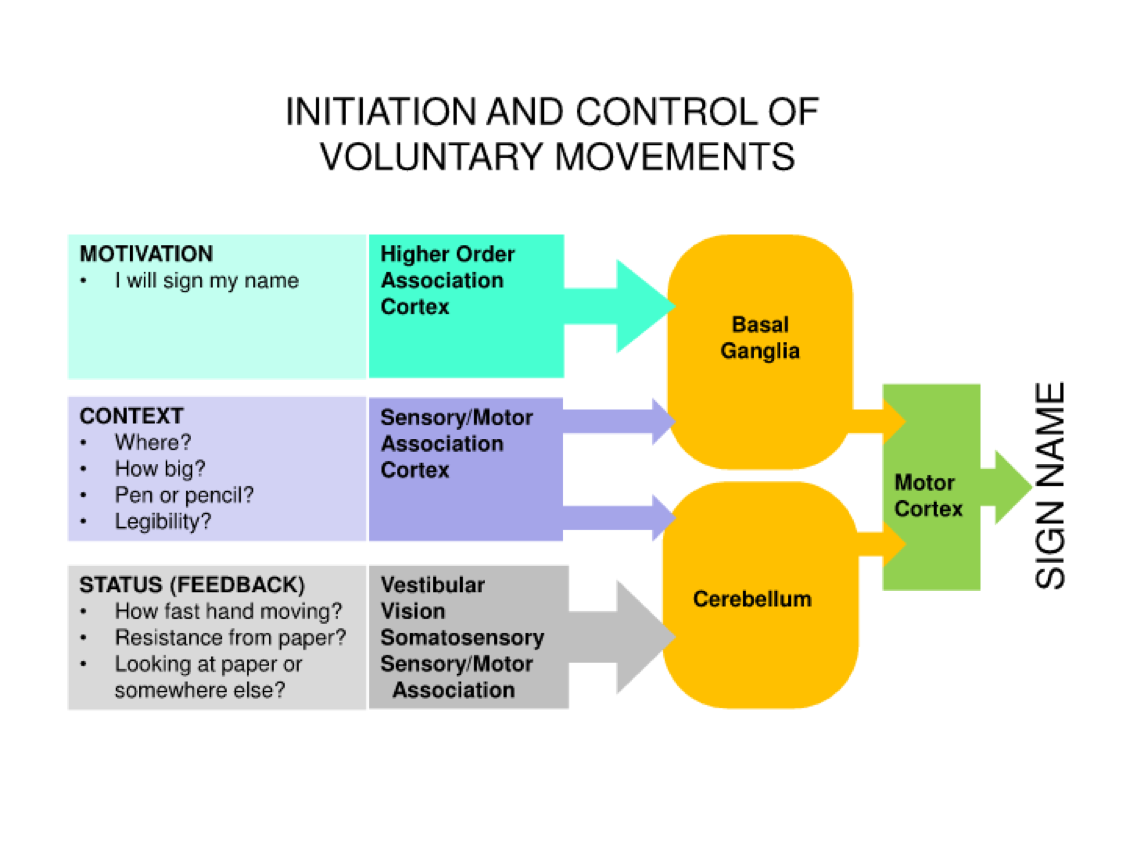 INITIATION AND CONTROL OF
VOLUNTARY MOVEMENTS
MOTIVATION
• I will sign my name
Higher Order
Association
Cortex
Basal
Ganglia
CONTEXT
• Where?
• How big?
• Pen or pencil?
• Legibility?
Sensory/Motor
Association
Cortex
Motor
Cortex
SIGN NAME
STATUS (FEEDBACK)
• How fast hand moving?
• Resistance from paper?
• Looking at paper or
somewhere else?
Vestibular
Vision
Somatosensory
Sensory/Motor
Association
Cerebellum